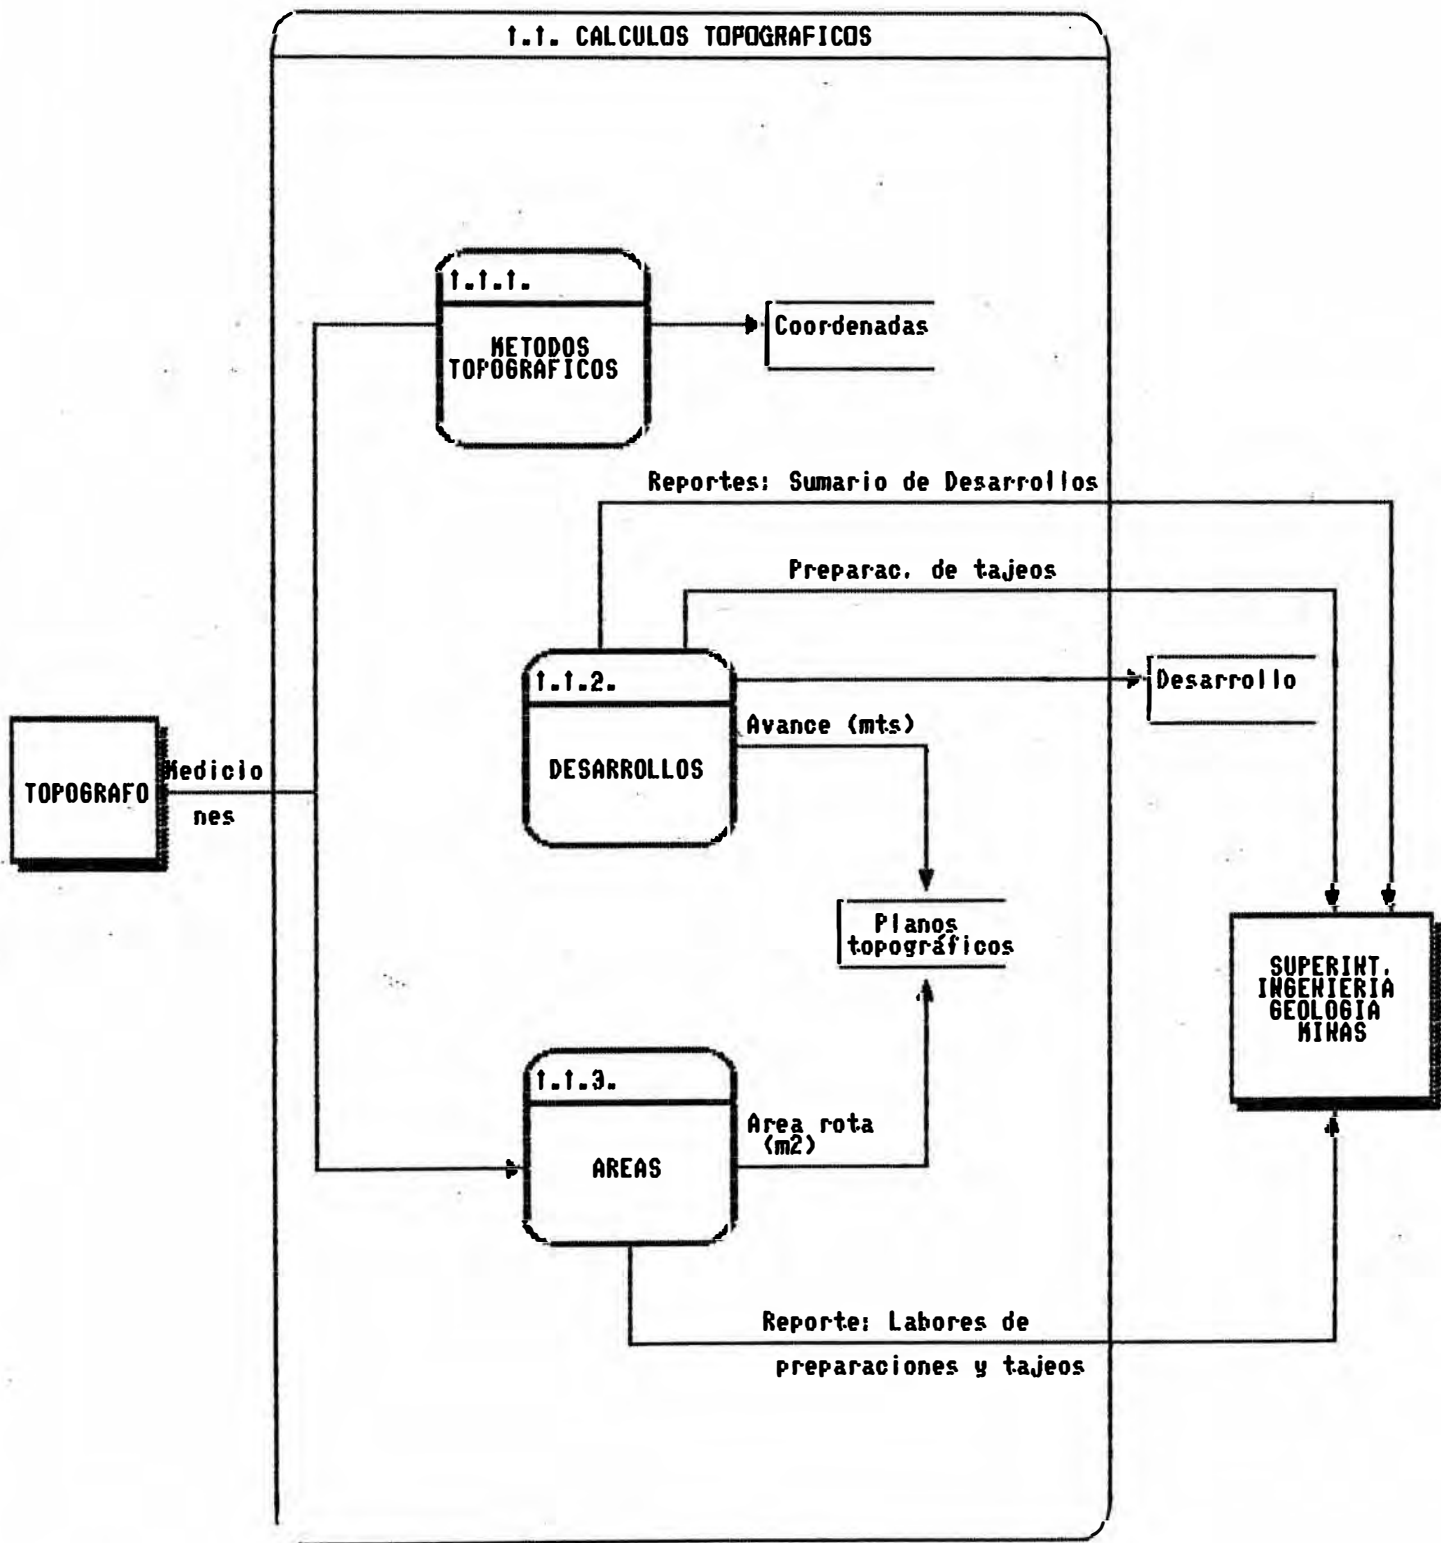 1.1. CALCULOS TOPOGRAFICOS
1.1.1.
METODOS
TOPOGRAFICOS
Coordenadas
Reportes: Sumario de Desarrollos
Preparac. de tajeos
1.1.2.
DESARROLLOS
Desarrollo
Avance (mts)
TOPOGRAFO
Medicio
nes
Planos
topográficos
SUPERINT.
INGENIERIA
GEOLOGIA
MINAS
1.1.3.
AREAS
Area rota
(m2)
Reporte: Labores de
preparaciones y tajeos